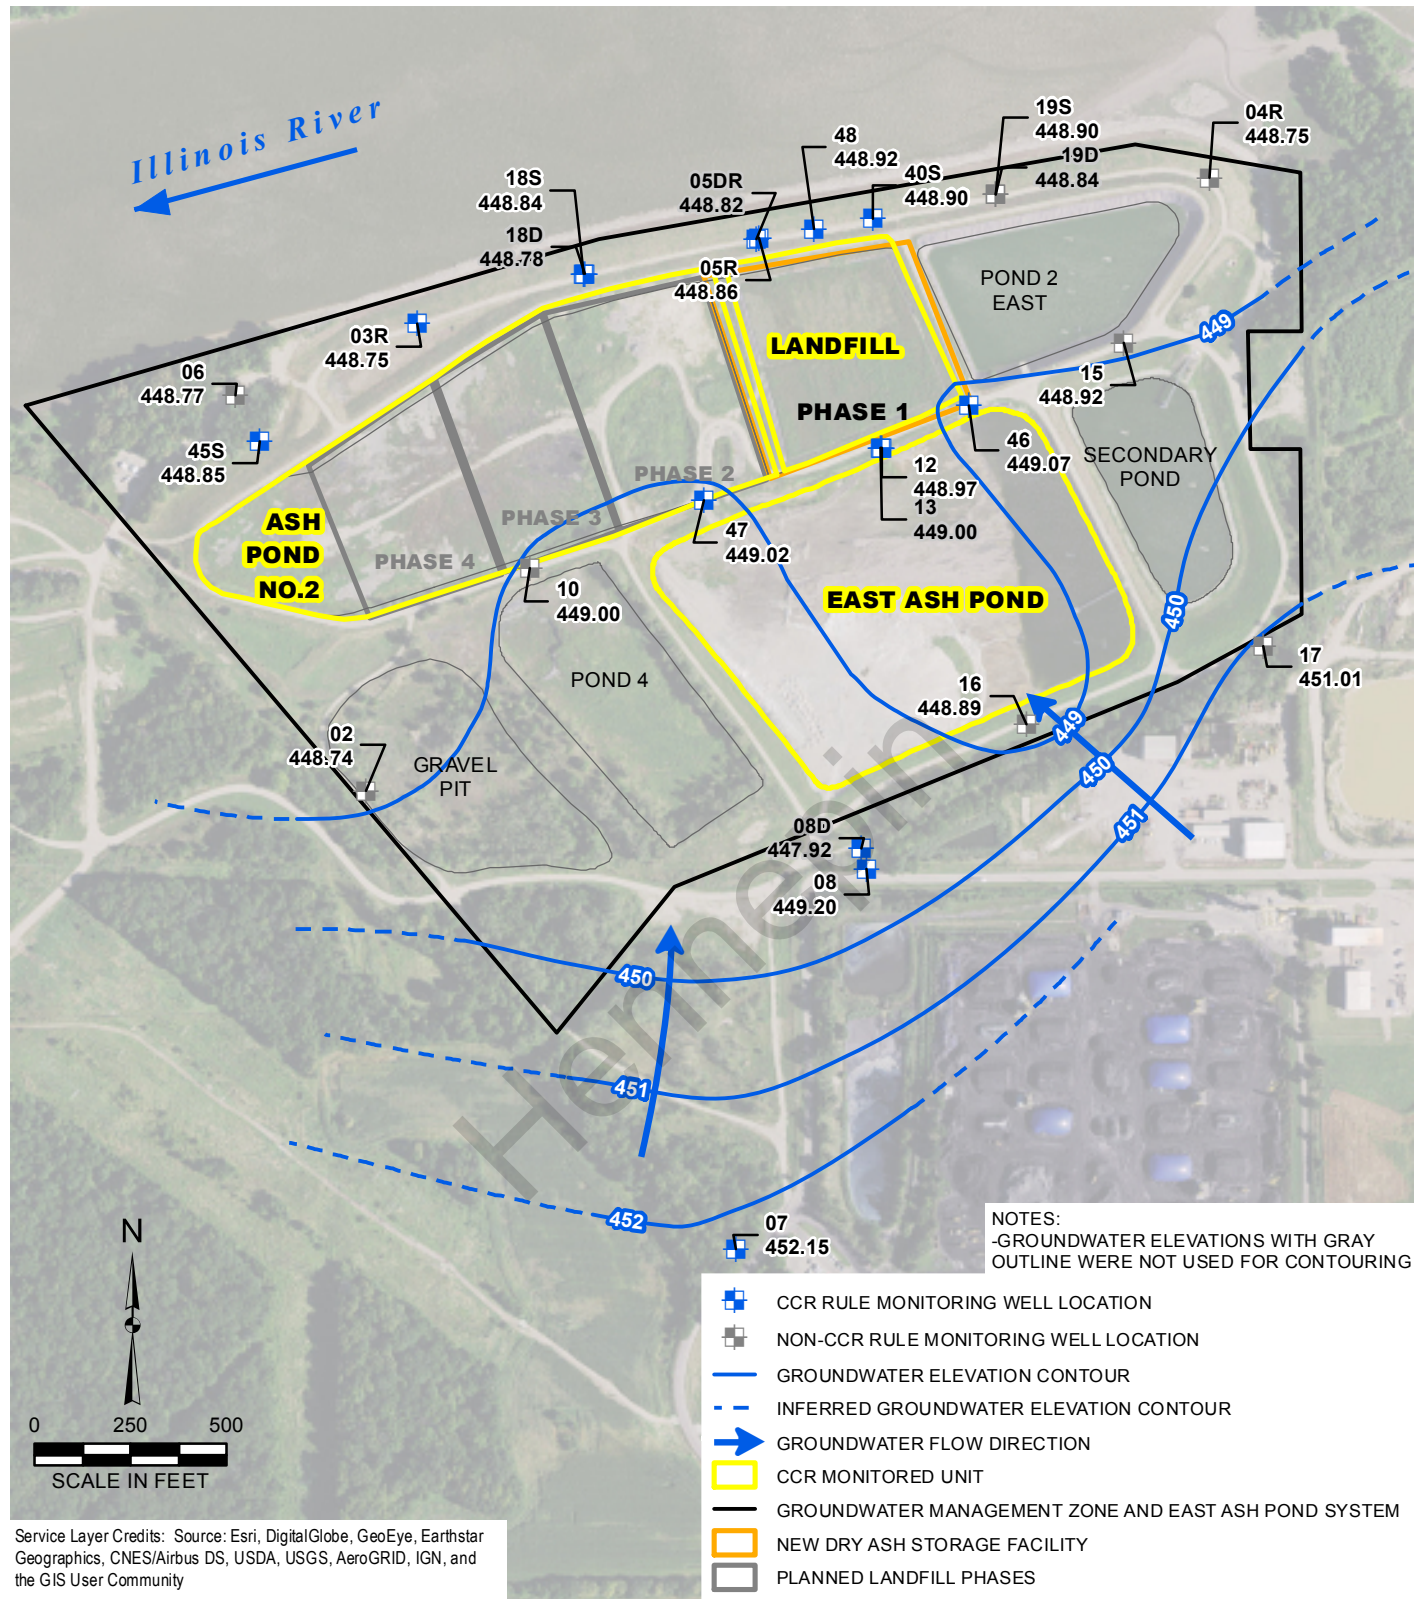 Illinois River
19S
448.90
04R
448.75
48
448.92
19D
448.84
18S
448.84
05DR
448.82
40S
448.90
18D
448.78
05R
448.86
POND 2
EAST
449
03R
448.75
LANDFILL
06
448.77
15
448.92
PHASE 1
45S
448.85
46
449.07
SECONDARY
POND
12
448.97
13
449.00
PHASE 2
PHASE 3
PHASE 4
ASH
POND
NO.2
47
449.02
10
449.00
EAST ASH POND
450
17
451.01
POND 4
16
448.89
449
02
448.74
GRAVEL
PIT
450
451
08D
447.92
08
449.20
450
451
452
07
452.15
Hennepin
N
0 250 500
SCALE IN FEET
NOTES:
-GROUNDWATER ELEVATIONS WITH GRAY
OUTLINE WERE NOT USED FOR CONTOURING
CCR RULE MONITORING WELL LOCATION
NON-CCR RULE MONITORING WELL LOCATION
GROUNDWATER ELEVATION CONTOUR
INFERRED GROUNDWATER ELEVATION CONTOUR
GROUNDWATER FLOW DIRECTION
CCR MONITORED UNIT
GROUNDWATER MANAGEMENT ZONE AND EAST ASH POND SYSTEM
NEW DRY ASH STORAGE FACILITY
PLANNED LANDFILL PHASES
Service Layer Credits: Source: Esri, DigitalGlobe, GeoEye, Earthstar
Geographics, CNES/Airbus DS, USDA, USGS, AeroGRID, IGN, and
the GIS User Community